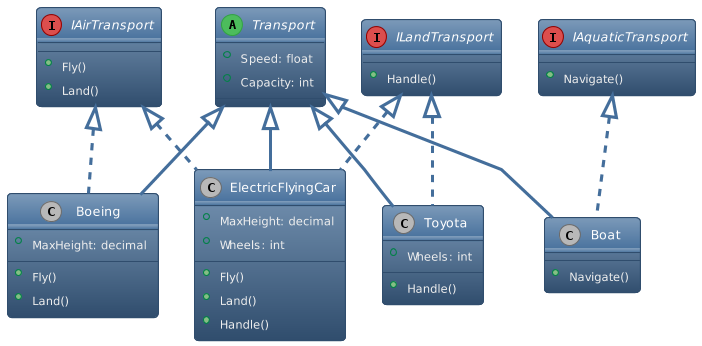 I IAirTransport
Fly()
Land()
A Transport
Speed: float
Capacity: int
I ILandTransport
Handle()
I IAquaticTransport
Navigate()
C Boeing
MaxHeight: decimal
Fly()
Land()
C ElectricFlyingCar
MaxHeight: decimal
Wheels: int
Fly()
Land()
Handle()
C Toyota
Wheels: int
Handle()
C Boat
Navigate()